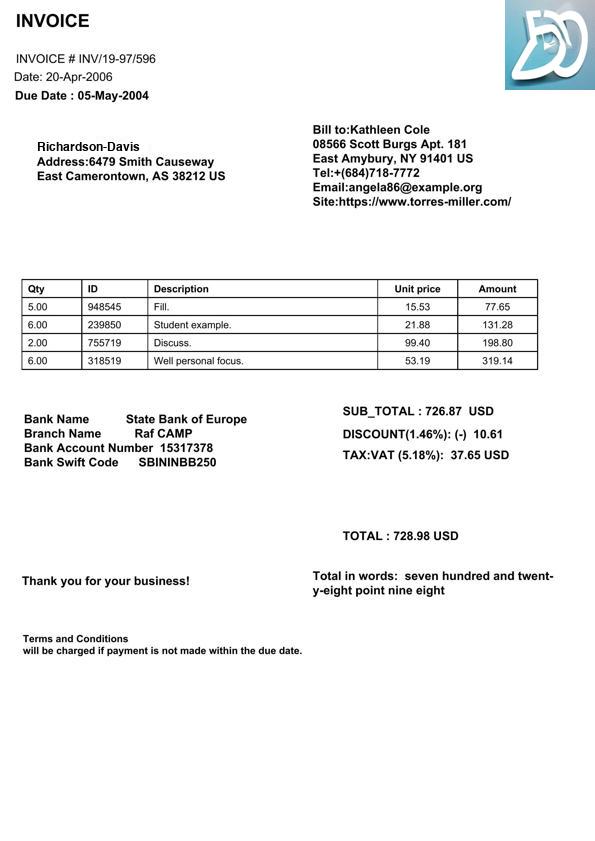 INVOICE
INVOICE # INV/19-97/596
Date: 20-Apr-2006
Due Date : 05-May-2004
Richardson-Davis
Address:6479 Smith Causeway
East Camerontown, AS 38212 US
Bill to:Kathleen Cole
08566 Scott Burgs Apt. 181
East Amybury, NY 91401 US
Tel:+(684)718-7772
Email:angela86@example.org
Site:https://www.torres-miller.com/
Qty ID Description Unit price Amount
5.00 948545 Fill. 15.53 77.65
6.00 239850 Student example. 21.88 131.28
2.00 755719 Discuss. 99.40 198.80
6.00 318519 Well personal focus. 53.19 319.14
Bank Name State Bank of Europe
Branch Name Raf CAMP
Bank Account Number 15317378
Bank Swift Code SBININBB250
SUB_TOTAL : 726.87 USD
DISCOUNT(1.46%): (-) 10.61
TAX:VAT (5.18%): 37.65 USD
TOTAL : 728.98 USD
Thank you for your business!
Total in words: seven hundred and twent-
y-eight point nine eight
Terms and Conditions
will be charged if payment is not made within the due date.